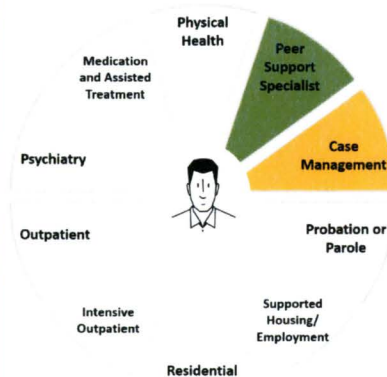 Physical
Health
Peer
Support
Specialist
Case
Management
Probation or
Parole
Supported
Housing/
Employment
Residential
Intensive
Outpatient
Outpatient
Psychiatry
Medication
and Assisted
Treatment